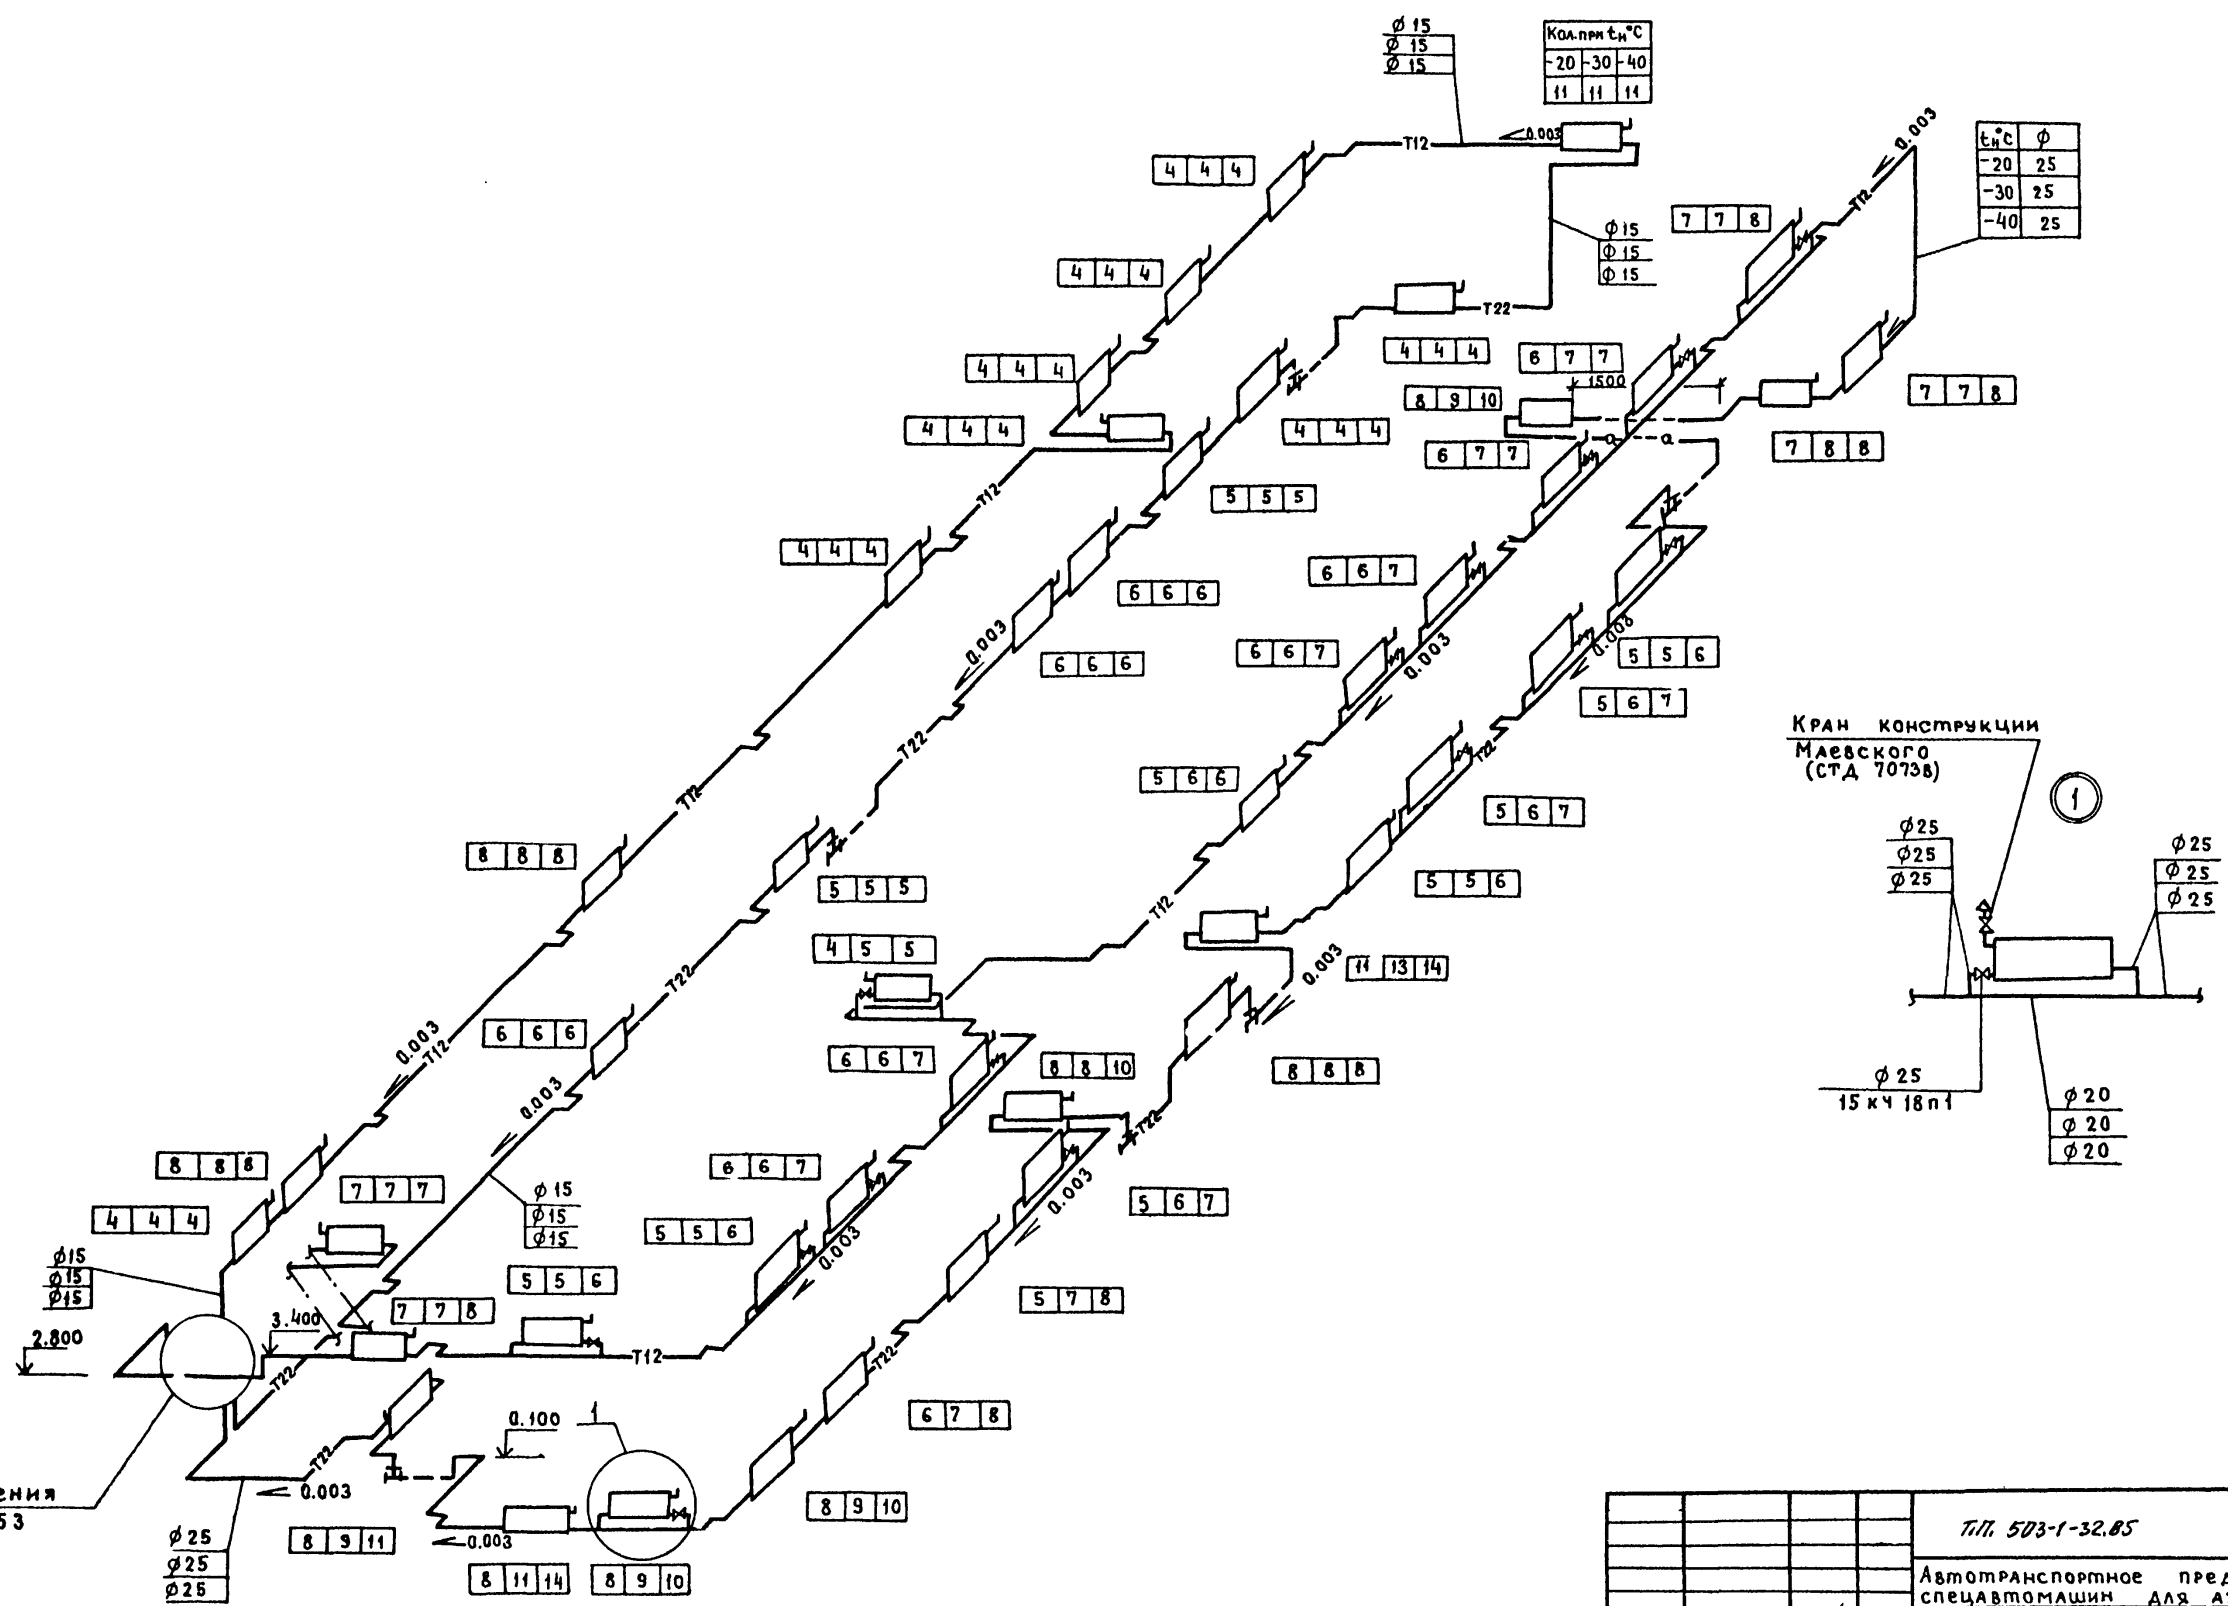 ϕ 15
ϕ 15
ϕ 15
Кол.при tн°С
-20 -30 -40
11 11 11
0.003
T12
4 4 4
0.003
tн°С ϕ
-20 25
-30 25
-40 25
T12
7 7 8
ϕ 15
ϕ 15
ϕ 15
4 4 4
T22
4 4 4
4 4 4
6 7 7
1500
8 9 10
7 7 8
4 4 4
4 4 4
6 7 7
a a
7 8 8
T12
5 5 5
4 4 4
6 6 7
6 6 6
0.003
6 6 6
6 6 7
0.003
0.003
5 5 6
5 6 7
T22
T22
Кран конструкции
Маевского
(СТД 7073в)
1
5 6 6
T12
5 6 7
8 8 8
5 5 5
5 5 6
T12
ϕ 25
ϕ 25
ϕ 25
ϕ 25
ϕ 25
ϕ 25
4 5 5
0.003
11 13 14
T22
0.003
T12
6 6 6
6 6 7
8 8 10
8 8 8
ϕ 25
15 кч 18п1
ϕ 20
ϕ 20
ϕ 20
0.003
T22
8 8 8
7 7 7
6 6 7
5 6 7
0.003
4 4 4
ϕ 15
ϕ 15
ϕ 15
5 5 6
0.003
ϕ 15
ϕ 15
ϕ 15
5 5 6
7 7 8
5 7 8
3.400
2.800
T12
T22
T22
0.100
1
6 7 8
T22
0.003
ения
53
8 9 10
ϕ 25
ϕ 25
ϕ 25
8 9 11
0.003
8 11 14
8 9 10
Т.П. 503-1-32.85
Автотранспортное пред
спецавтомашин для